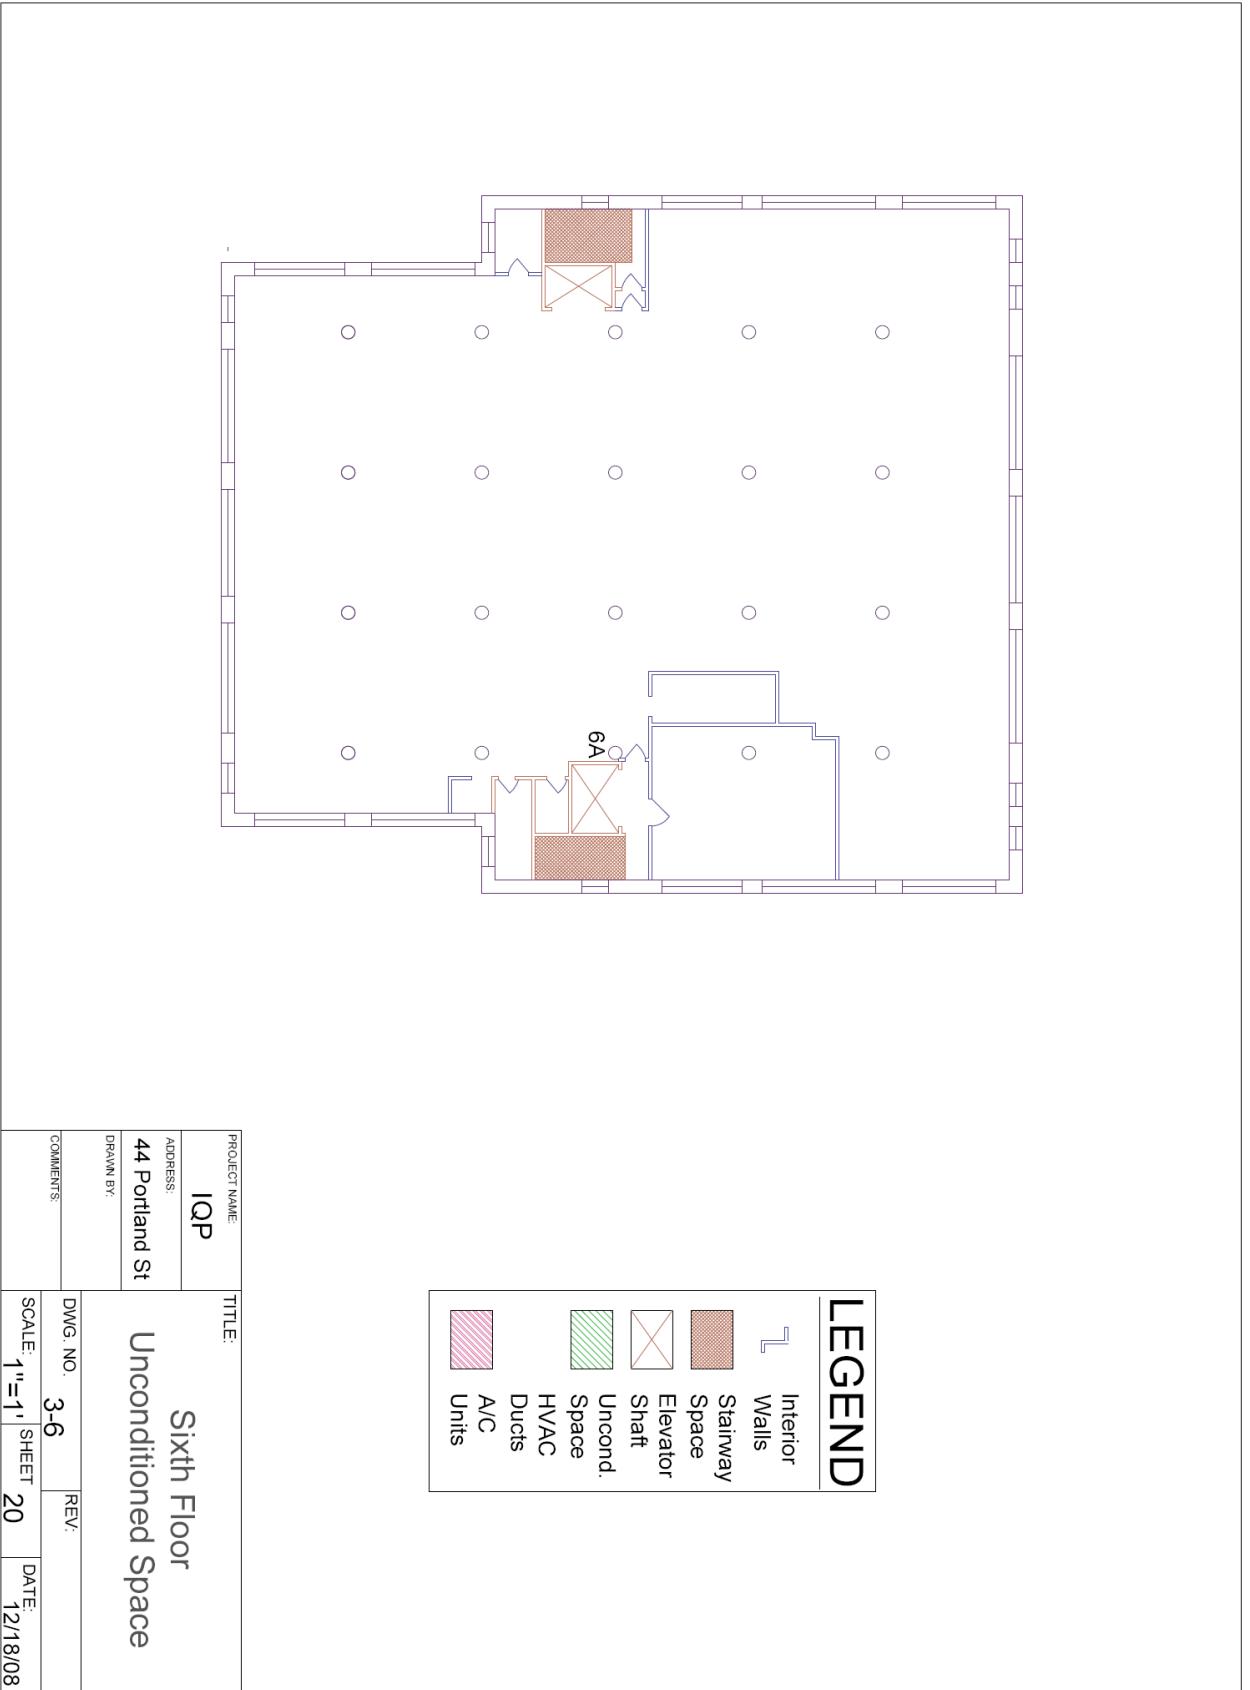 6A
LEGEND
Interior
Walls
Stairway
Space
Elevator
Shaft
Uncond.
Space
HVAC
Ducts
A/C
Units
PROJECT NAME:
IQP
ADDRESS:
44 Portland St
DRAWN BY:
COMMENTS:
TITLE:
Sixth Floor
Unconditioned Space
DWG. NO.
3-6
REV:
SCALE:
1"=1'
SHEET
20
DATE:
12/18/08